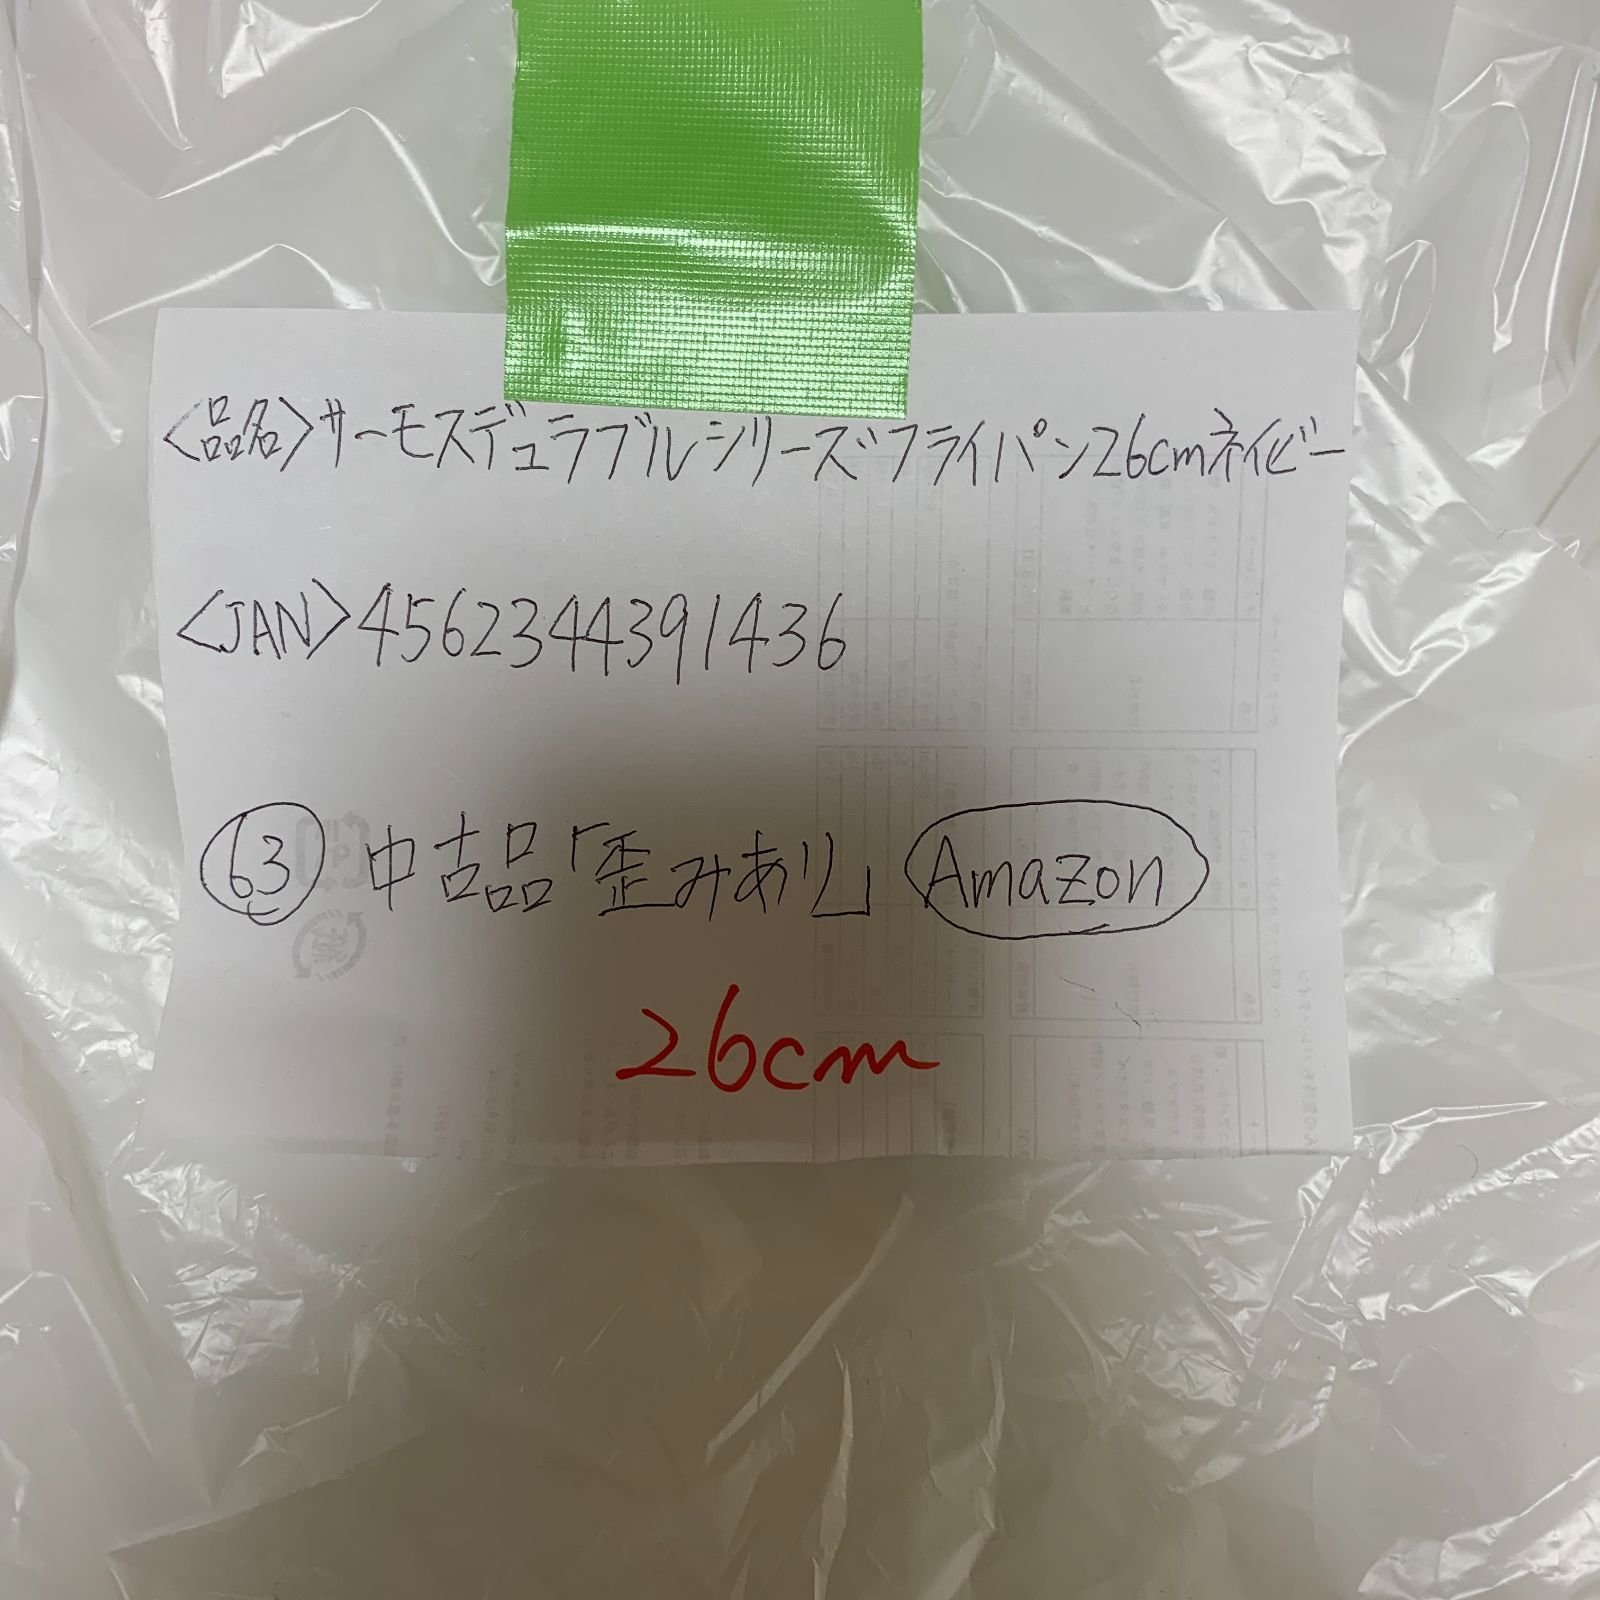 〈品名〉サーモスデュラブルシリーズフライパン26cmネイビー
〈JAN〉4562344391436
63 中古品「歪みあり」 Amazon
26cm